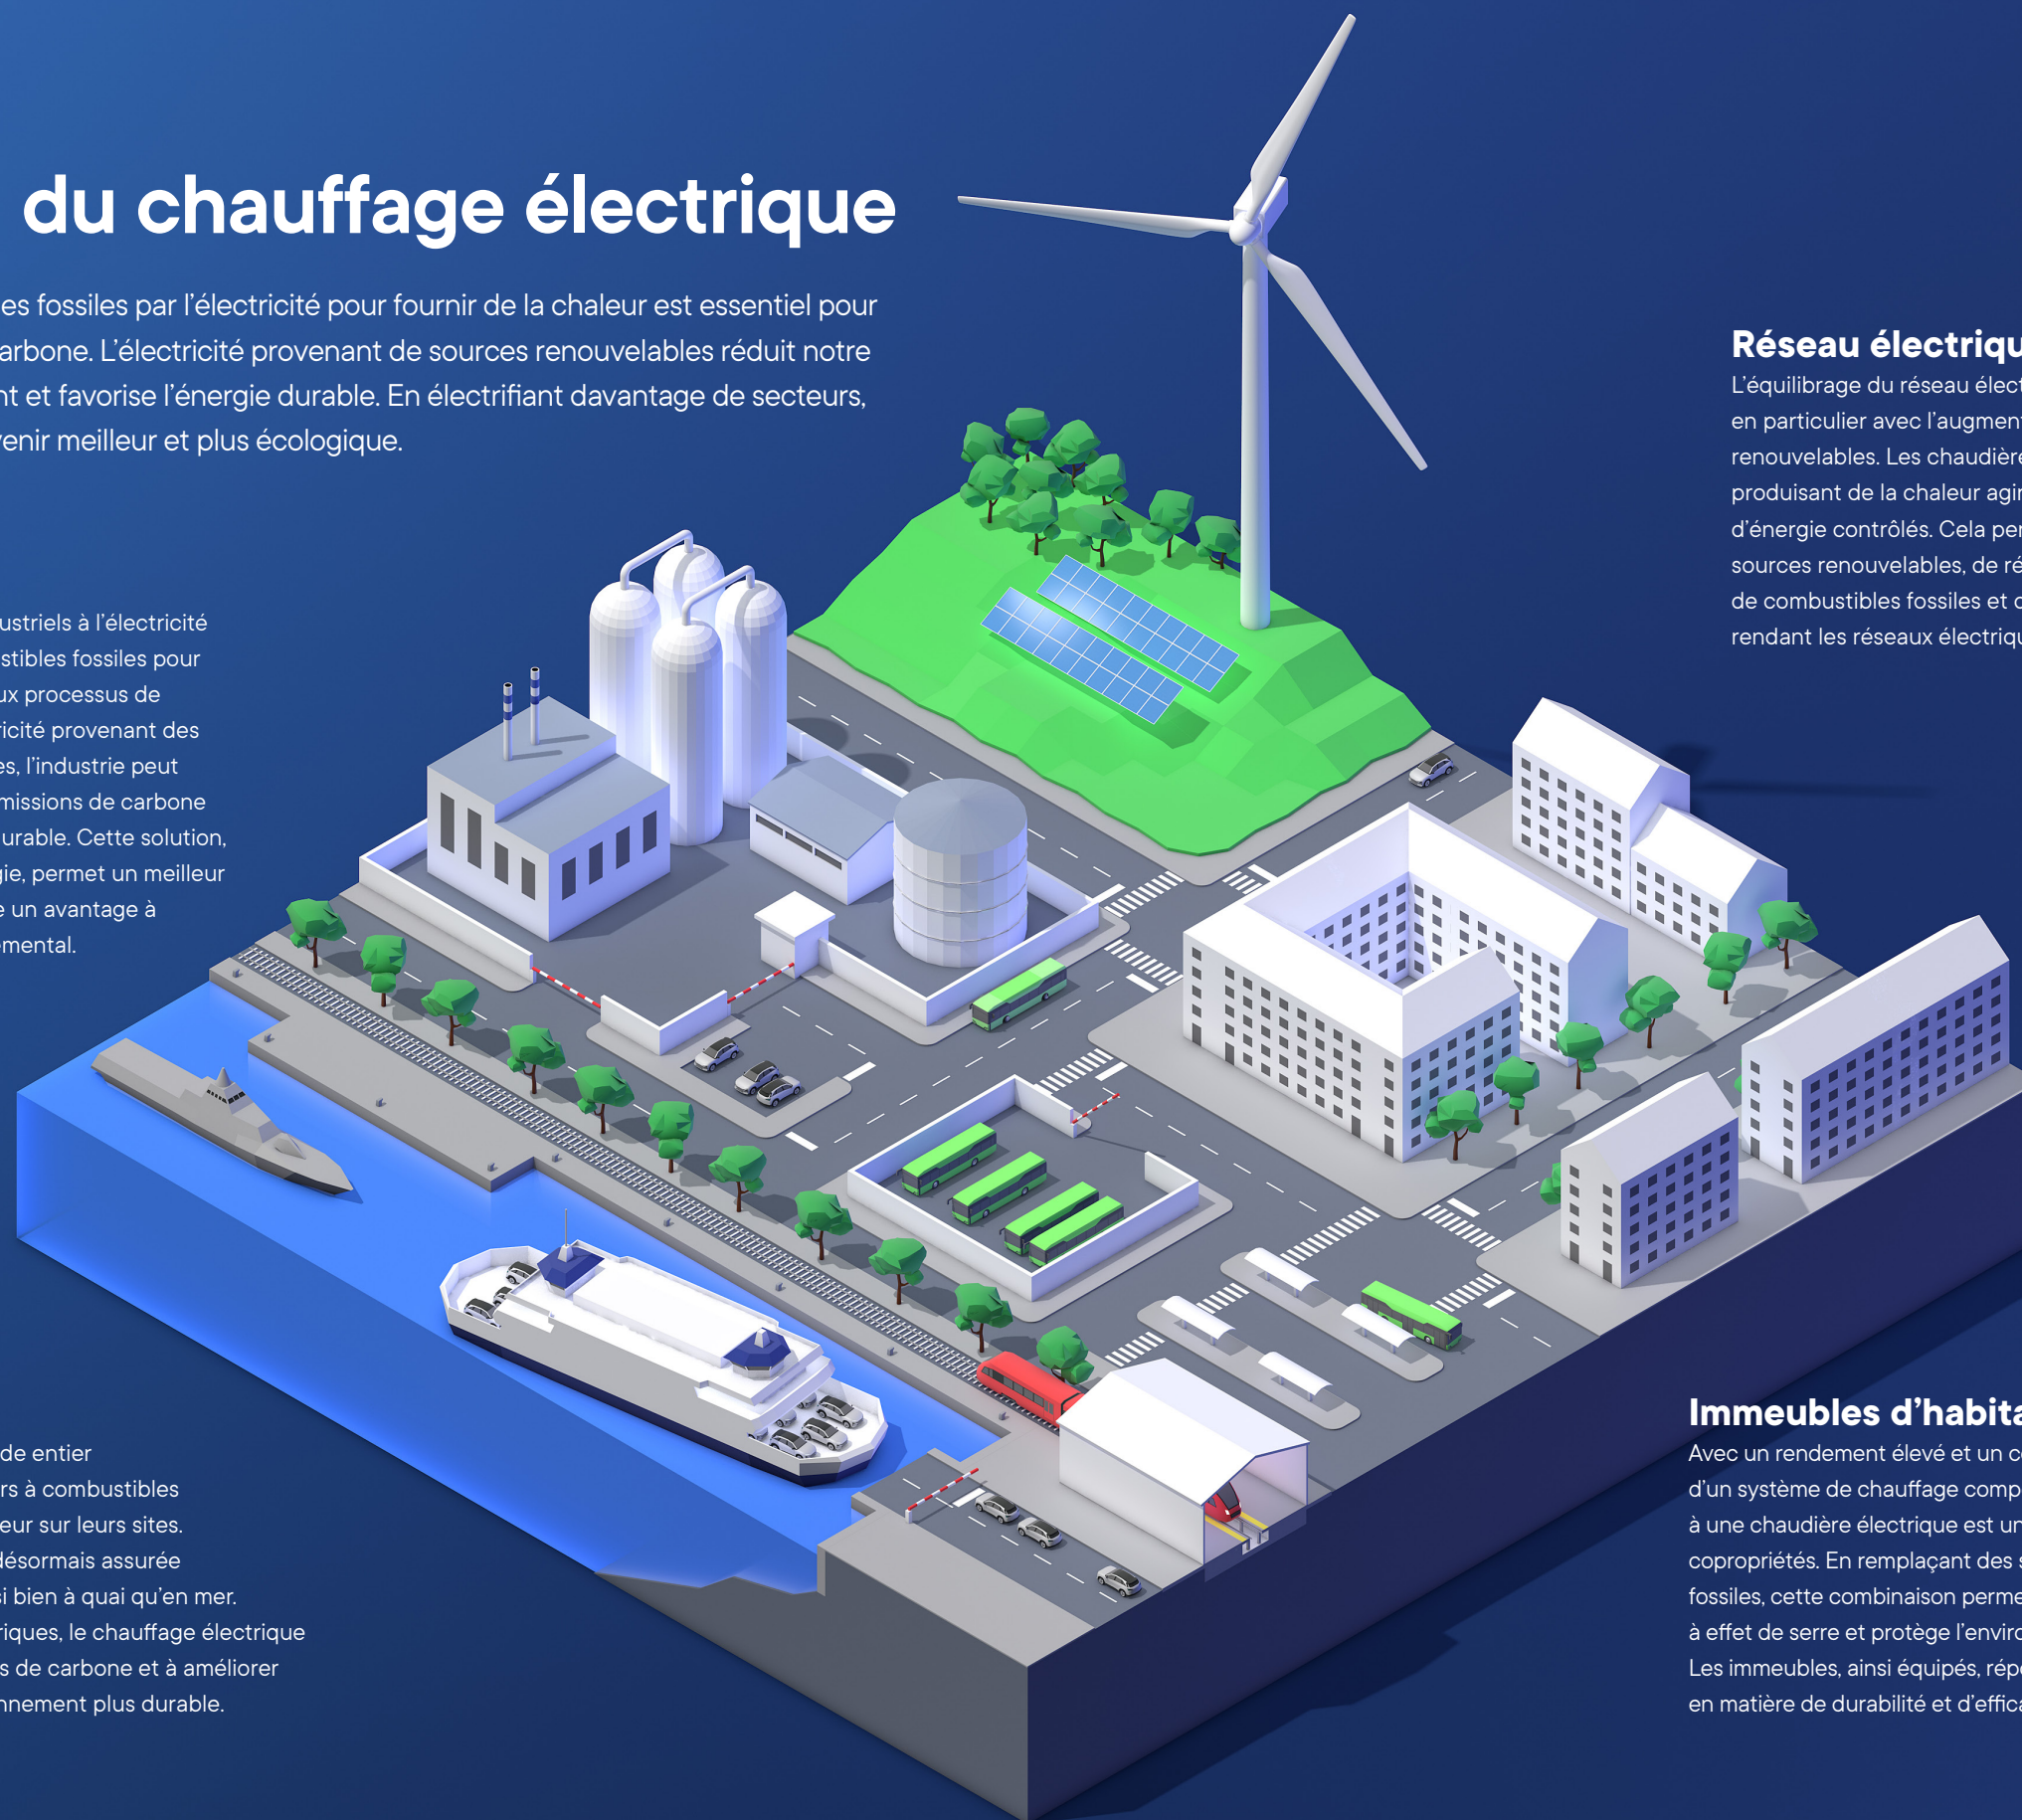 du chauffage électrique
es fossiles par l’électricité pour fournir de la chaleur est essentiel pour
arbone. L’électricité provenant de sources renouvelables réduit notre
nt et favorise l’énergie durable. En électrifiant davantage de secteurs,
venir meilleur et plus écologique.
Réseau électriqu
L’équilibrage du réseau élect
en particulier avec l’augment
renouvelables. Les chaudière
produisant de la chaleur agir
d’énergie contrôlés. Cela per
sources renouvelables, de ré
de combustibles fossiles et
rendant les réseaux électriqu
ustriels à l’électricité
stibles fossiles pour
ux processus de
ricité provenant des
es, l’industrie peut
missions de carbone
urable. Cette solution,
gie, permet un meilleur
e un avantage à
emental.
de entier
rs à combustibles
eur sur leurs sites.
désormais assurée
si bien à quai qu’en mer.
riques, le chauffage électrique
s de carbone et à améliorer
nnement plus durable.
Immeubles d’habita
Avec un rendement élevé et un co
d’un système de chauffage comp
à une chaudière électrique est un
copropriétés. En remplaçant des s
fossiles, cette combinaison perme
à effet de serre et protège l’enviro
Les immeubles, ainsi équipés, répo
en matière de durabilité et d’effica